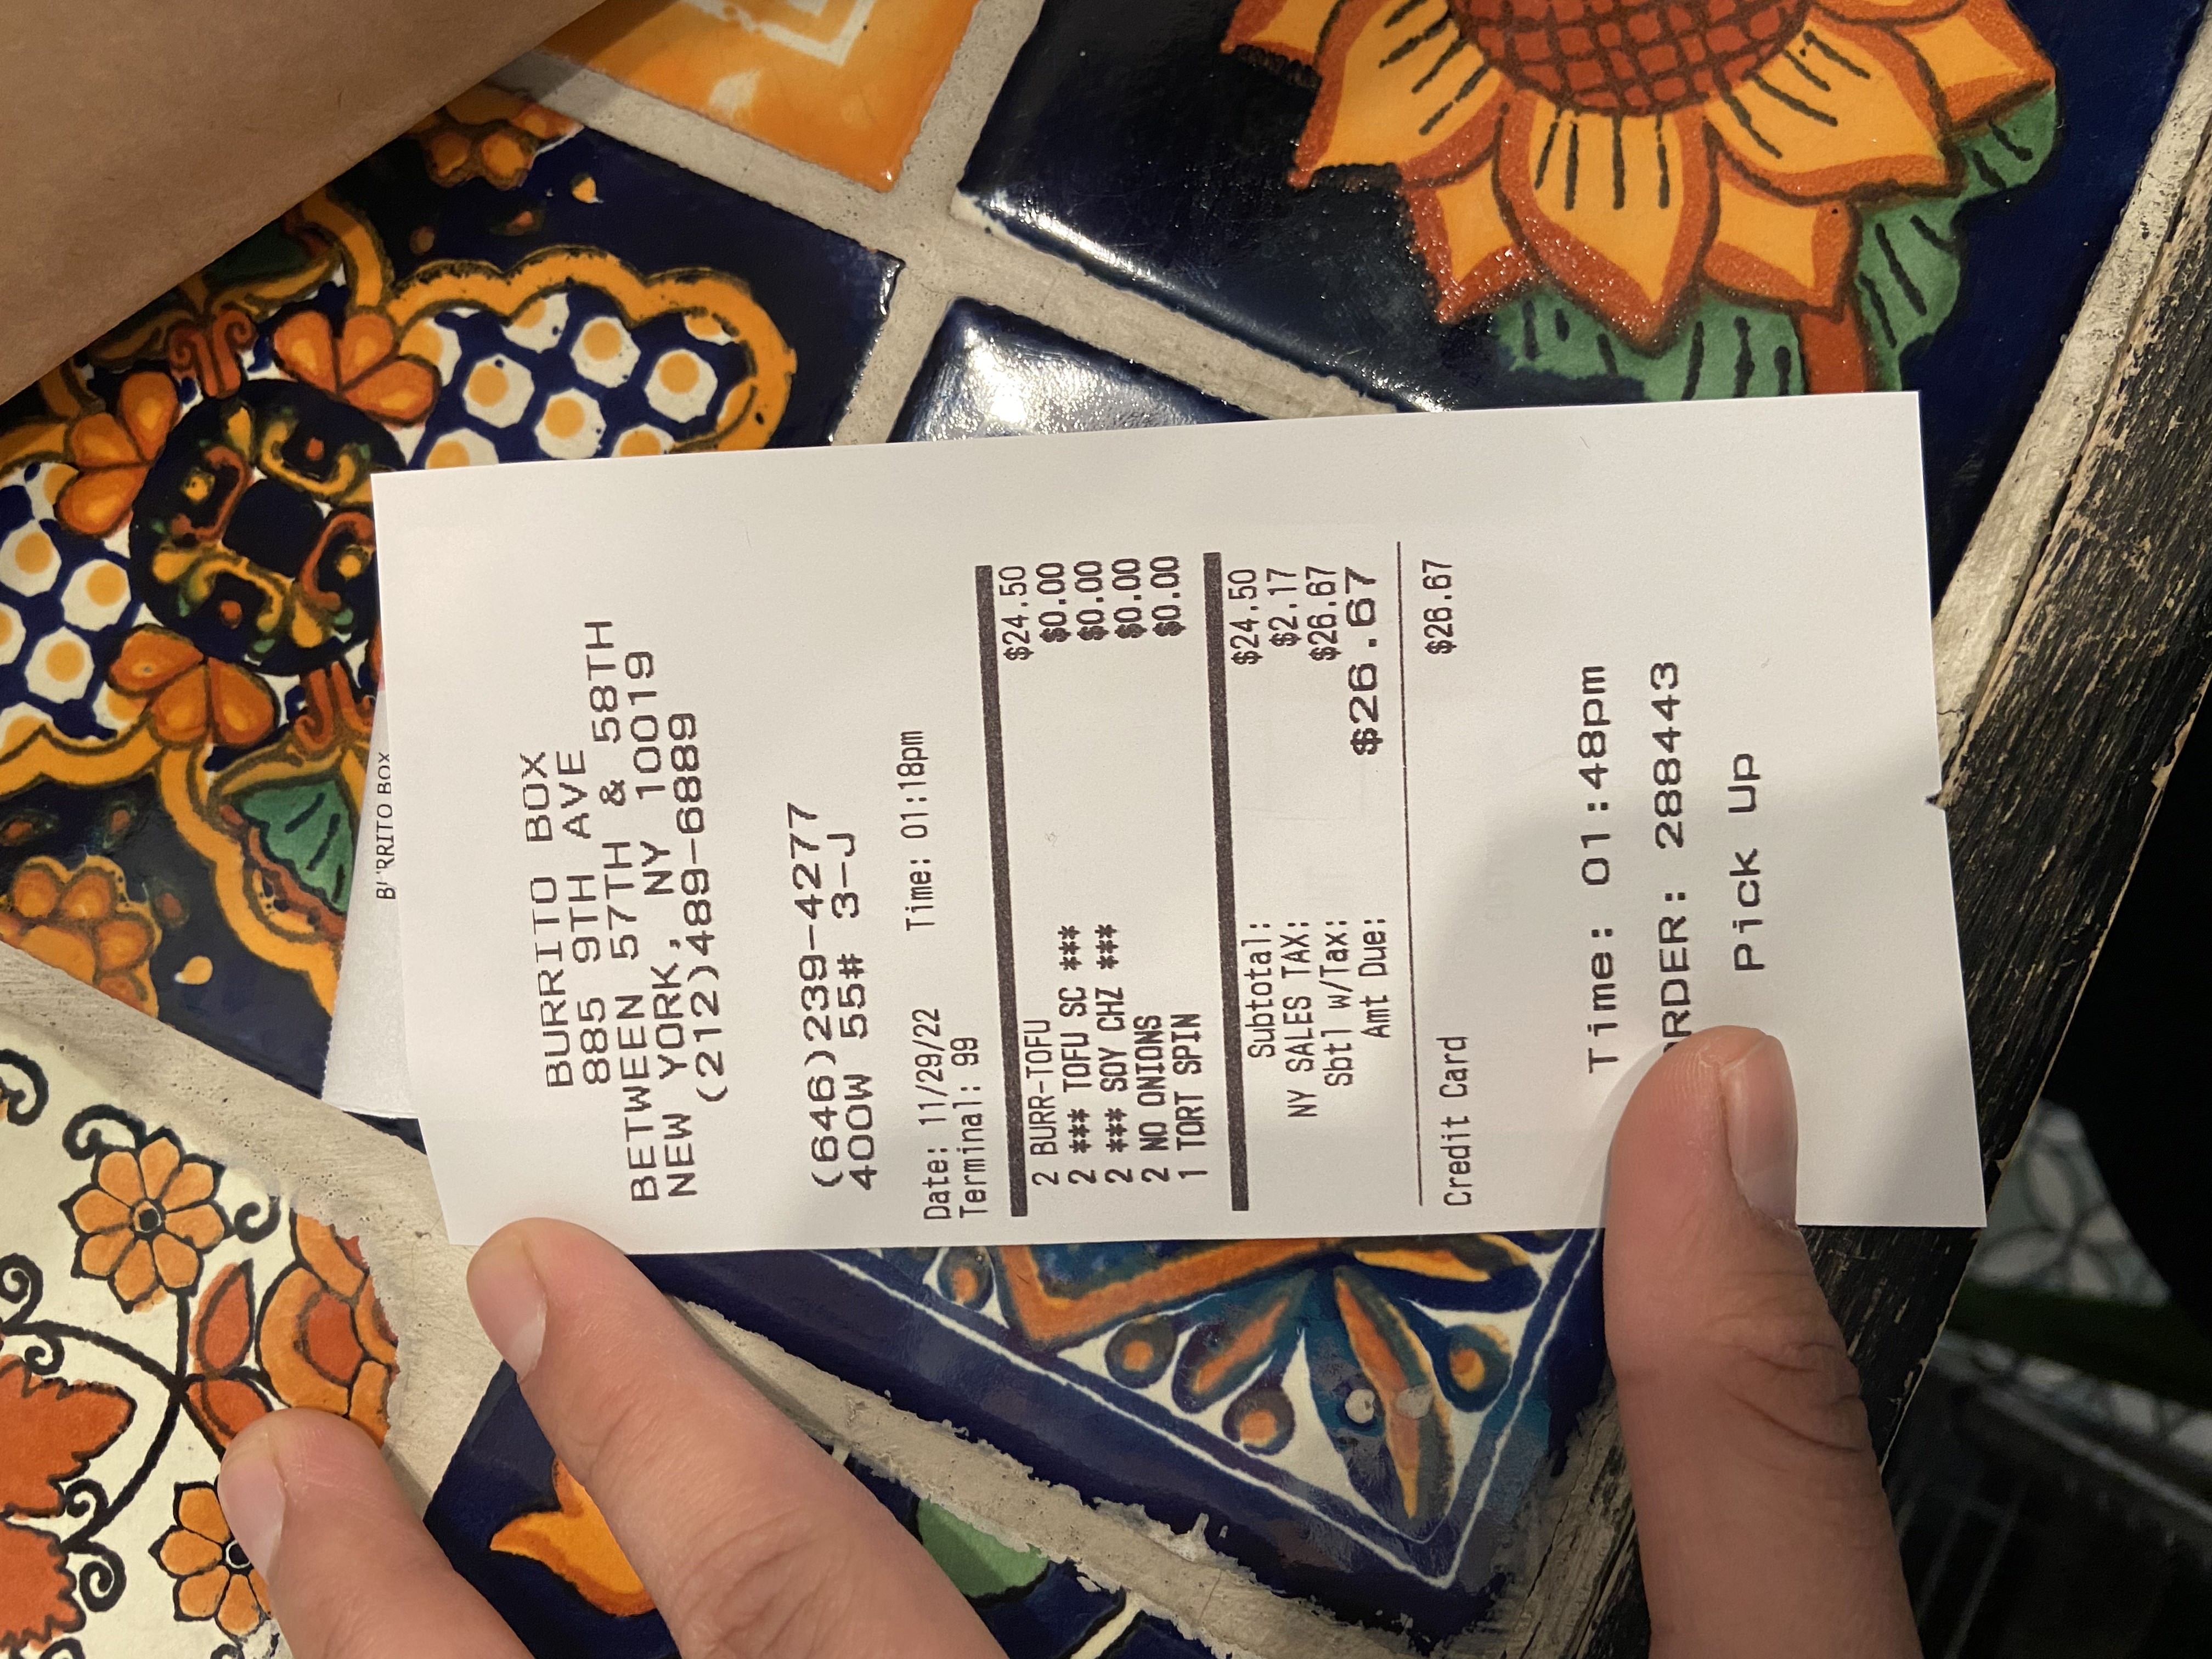 BURRITO BOX
BURRITO BOX
885 9TH AVE
BETWEEN 57TH & 58TH
NEW YORK, NY 10019
(212)489-6889
(646)239-4277
400W 55# 3-J
Date: 11/29/22 Time: 01:18pm
Terminal: 99
2 BURR-TOFU $24.50
2 *** TOFU SC *** $0.00
2 *** SOY CHZ *** $0.00
2 NO ONIONS $0.00
1 TORT SPIN $0.00
Subtotal: $24.50
NY SALES TAX: $2.17
Sbtl w/Tax: $26.67
Amt Due: $26.67
Credit Card $26.67
Time: 01:48pm
ORDER: 288443
Pick Up